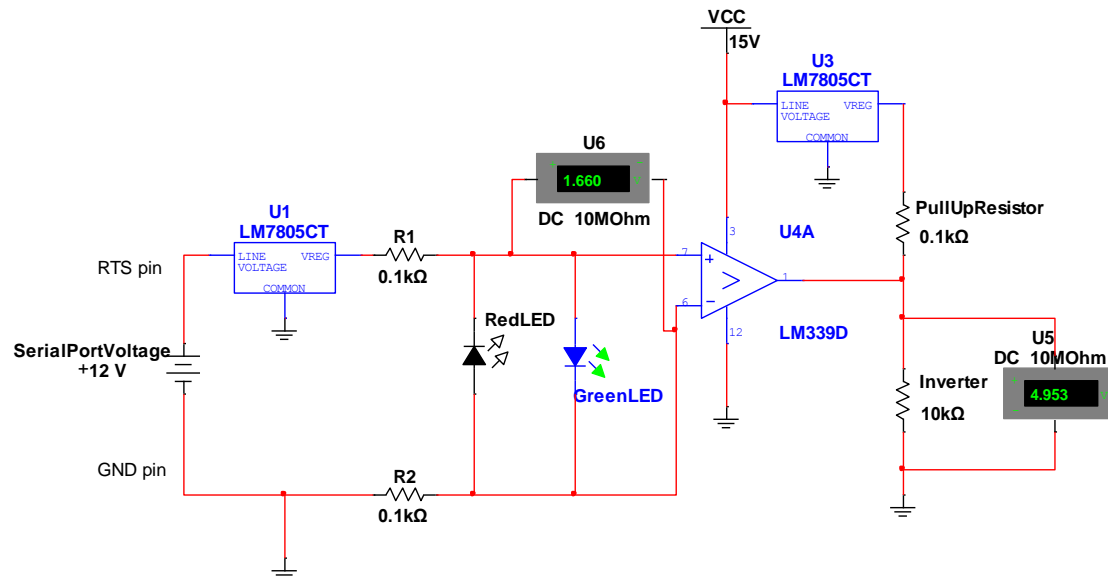 VCC
15V
U3
LM7805CT
LINE
VOLTAGE
VREG
COMMON
U6
+
−
1.660
V
DC 10MOhm
U1
LM7805CT
LINE
VOLTAGE
VREG
COMMON
RTS pin
R1
0.1kΩ
3
U4A
7
+
1
6
−
12
LM339D
PullUpResistor
0.1kΩ
RedLED
GreenLED
SerialPortVoltage
+12 V
U5
DC 10MOhm
+
−
4.953
V
Inverter
10kΩ
GND pin
R2
0.1kΩ